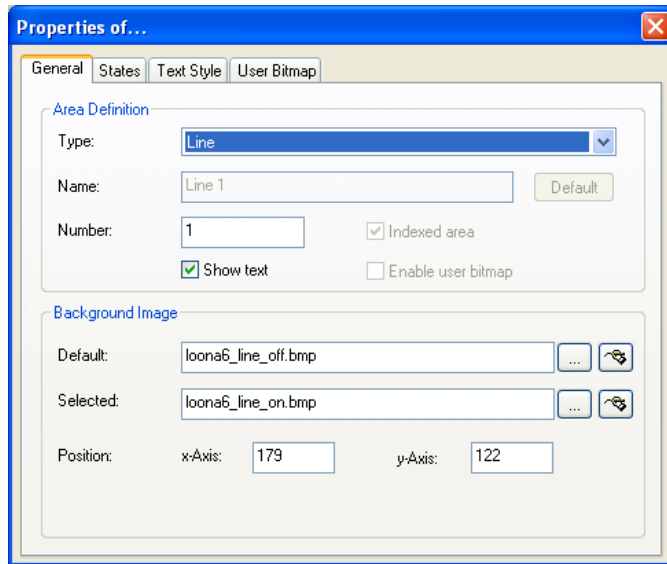 Properties of...
General States Text Style User Bitmap
Area Definition
Type: Line
Name: Line 1 Default
Number: 1 Indexed area
Show text Enable user bitmap
Background Image
Default: loona6_line_off.bmp ...
Selected: loona6_line_on.bmp ...
Position: x-Axis: 179 y-Axis: 122